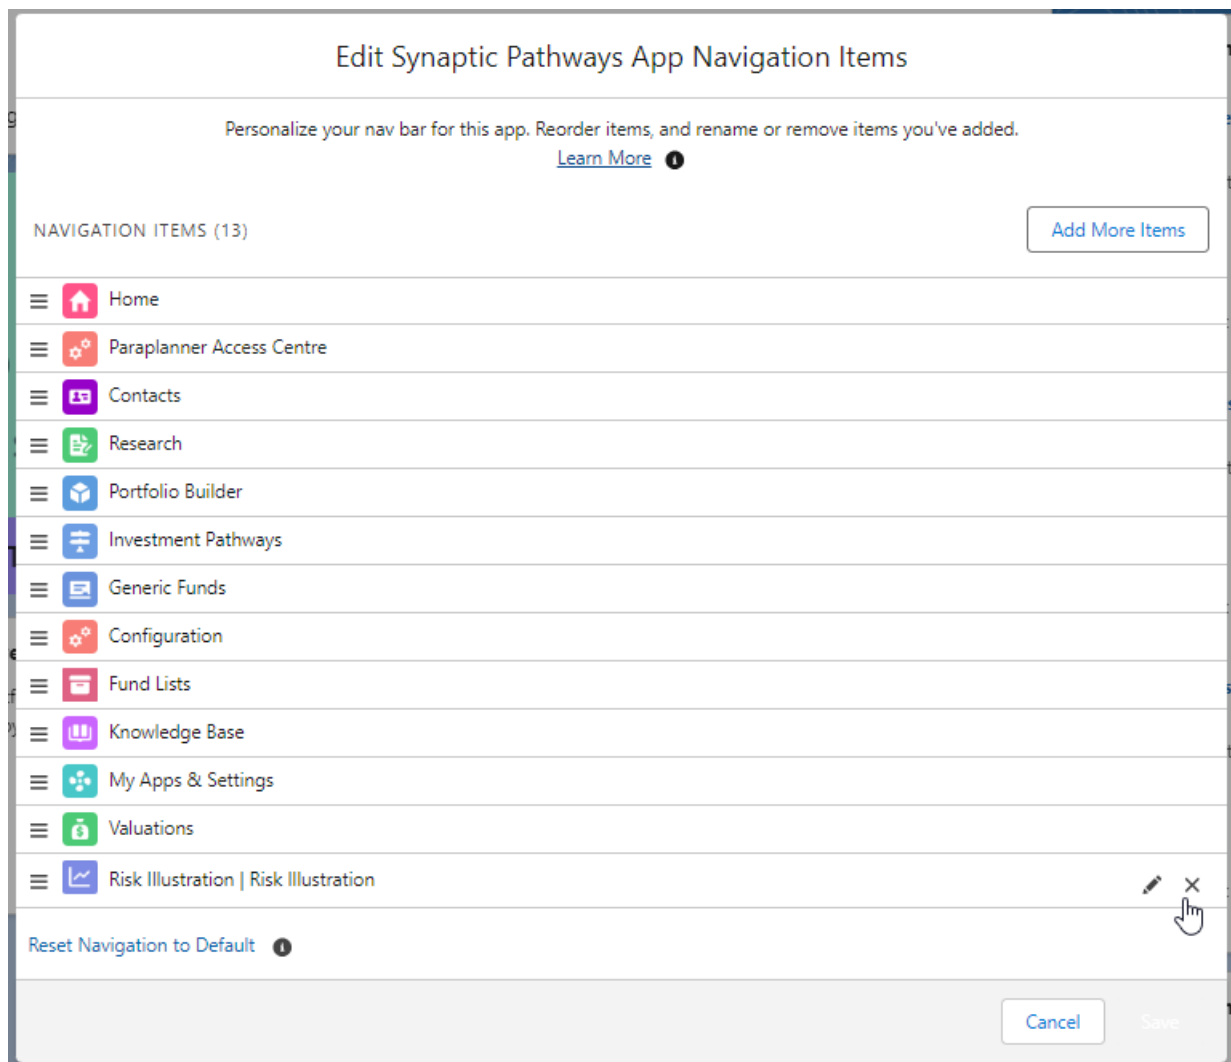 Edit Synaptic Pathways App Navigation Items
Personalize your nav bar for this app. Reorder items, and rename or remove items you've added.
Learn More
NAVIGATION ITEMS (13)
Add More Items
Home
Paraplanner Access Centre
Contacts
Research
Portfolio Builder
Investment Pathways
Generic Funds
Configuration
Fund Lists
Knowledge Base
My Apps & Settings
Valuations
Risk Illustration | Risk Illustration
Reset Navigation to Default
Cancel
Save